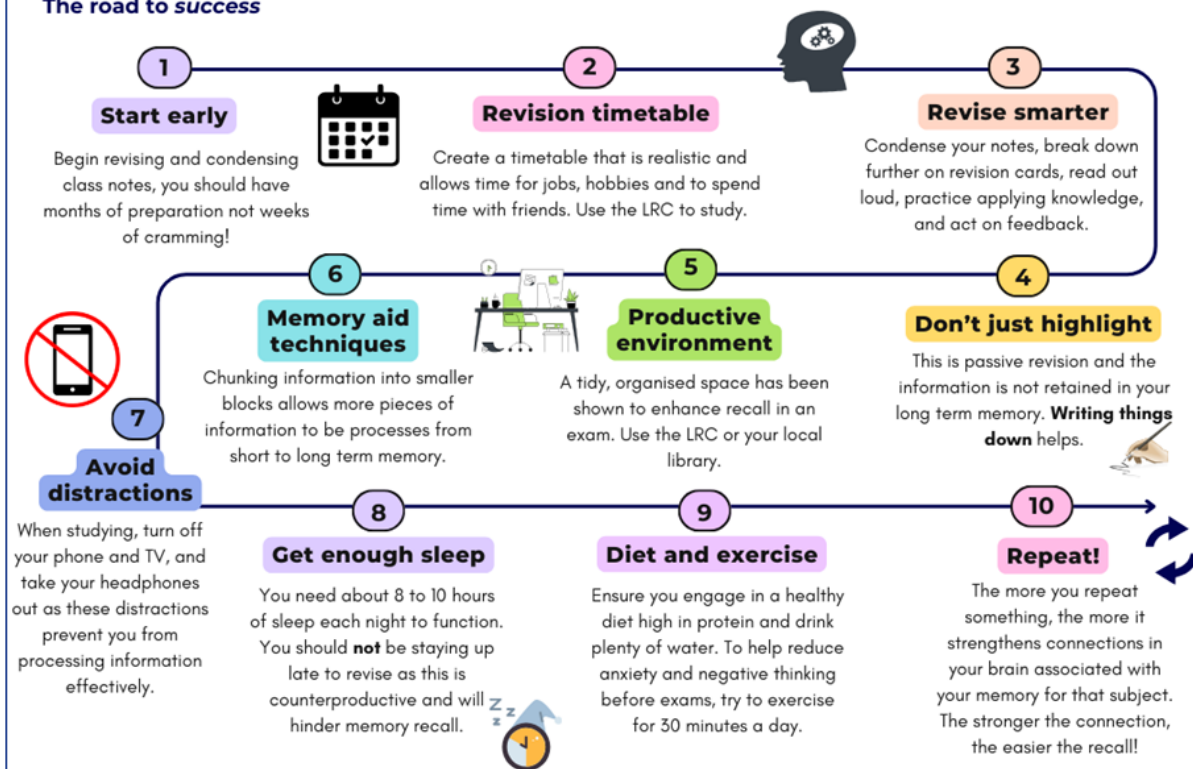 The road to success
1
Start early
Begin revising and condensing
class notes, you should have
months of preparation not weeks
of cramming!
2
Revision timetable
Create a timetable that is realistic and
allows time for jobs, hobbies and to spend
time with friends. Use the LRC to study.
3
Revise smarter
Condense your notes, break down
further on revision cards, read out
loud, practice applying knowledge,
and act on feedback.
4
Don't just highlight
This is passive revision and the
information is not retained in your
long term memory. Writing things
down helps.
5
Productive
environment
A tidy, organised space has been
shown to enhance recall in an
exam. Use the LRC or your local
library.
6
Memory aid
techniques
Chunking information into smaller
blocks allows more pieces of
information to be processes from
short to long term memory.
7
Avoid
distractions
When studying, turn off
your phone and TV, and
take your headphones
out as these distractions
prevent you from
processing information
effectively.
8
Get enough sleep
You need about 8 to 10 hours
of sleep each night to function.
You should not be staying up
late to revise as this is
counterproductive and will
hinder memory recall.
Z z
z
9
Diet and exercise
Ensure you engage in a healthy
diet high in protein and drink
plenty of water. To help reduce
anxiety and negative thinking
before exams, try to exercise
for 30 minutes a day.
10
Repeat!
The more you repeat
something, the more it
strengthens connections in
your brain associated with
your memory for that subject.
The stronger the connection,
the easier the recall!